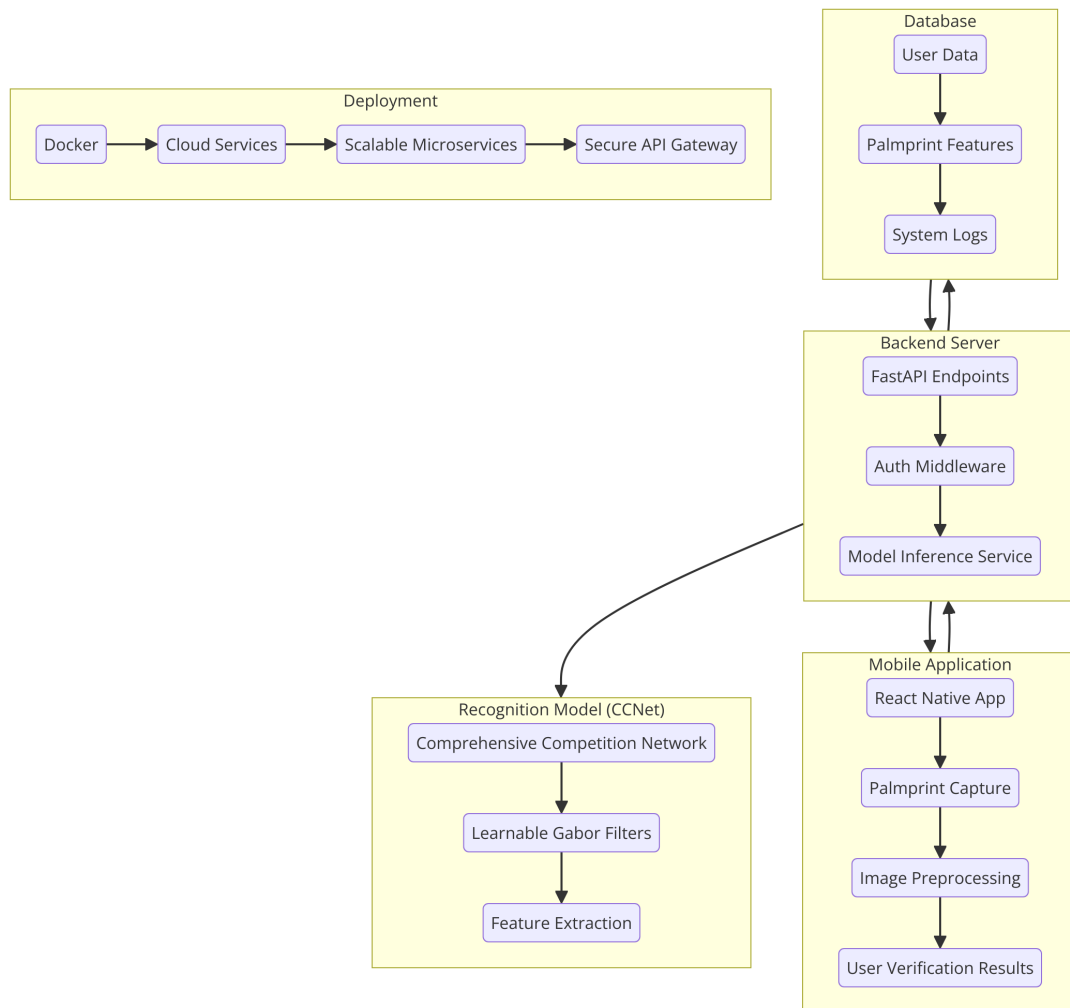 Database
User Data
Palmprint Features
System Logs
Deployment
Docker
Cloud Services
Scalable Microservices
Secure API Gateway
Backend Server
FastAPI Endpoints
Auth Middleware
Model Inference Service
Recognition Model (CCNet)
Comprehensive Competition Network
Learnable Gabor Filters
Feature Extraction
Mobile Application
React Native App
Palmprint Capture
Image Preprocessing
User Verification Results